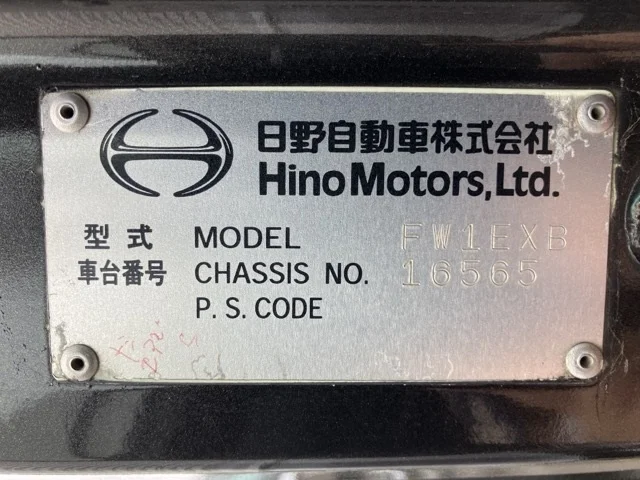 日野自動車株式会社
Hino Motors, Ltd.
型式 MODEL FW1EXB
車台番号 CHASSIS NO. 16565
P. S. CODE